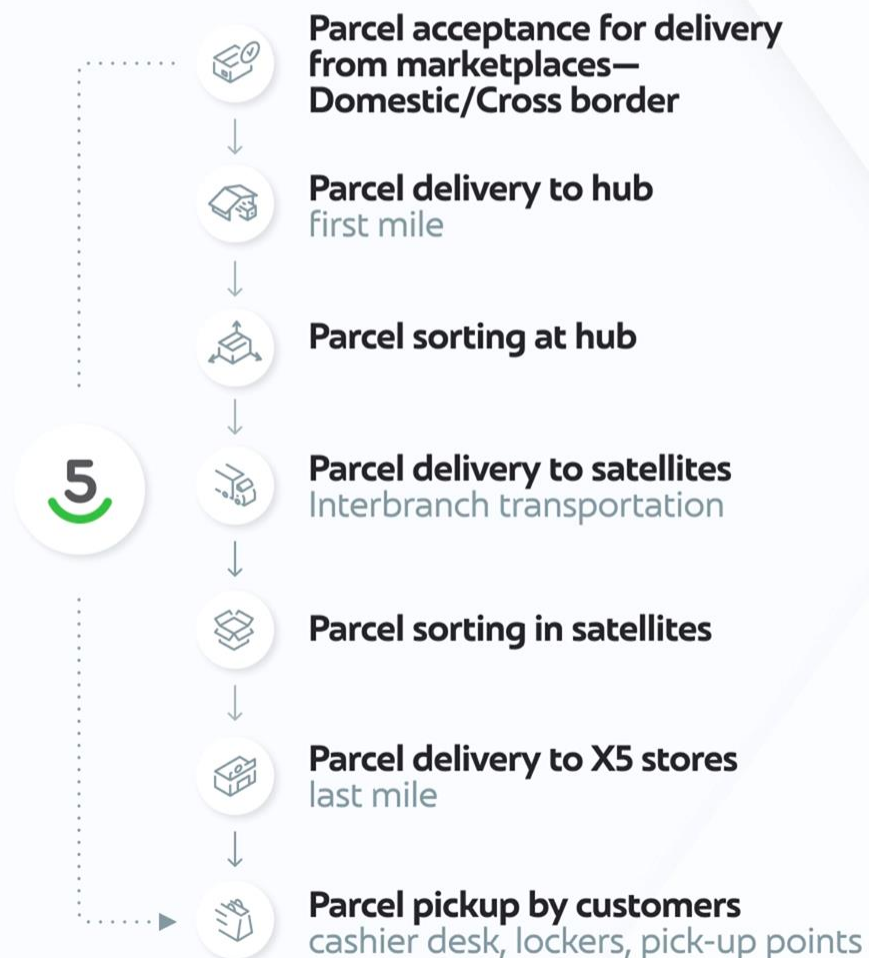 Parcel acceptance for delivery
from marketplaces—
Domestic/Cross border
Parcel delivery to hub
first mile
Parcel sorting at hub
5
Parcel delivery to satellites
Interbranch transportation
Parcel sorting in satellites
Parcel delivery to X5 stores
last mile
Parcel pickup by customers
cashier desk, lockers, pick-up points